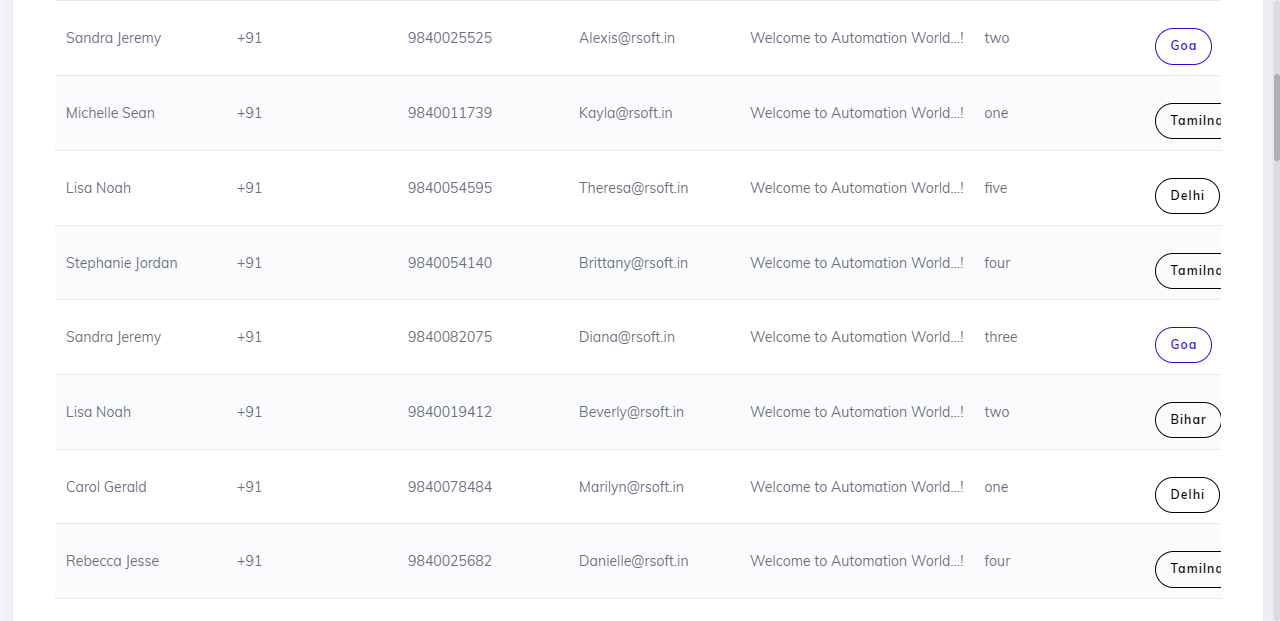 Sandra Jeremy +91 9840025525 Alexis@rsoft.in Welcome to Automation World...! two Goa
Michelle Sean +91 9840011739 Kayla@rsoft.in Welcome to Automation World...! one
Lisa Noah +91 9840054595 Theresa@rsoft.in Welcome to Automation World...! five Delhi
Stephanie Jordan +91 9840054140 Brittany@rsoft.in Welcome to Automation World...! four
Sandra Jeremy +91 9840082075 Diana@rsoft.in Welcome to Automation World...! three Goa
Lisa Noah +91 9840019412 Beverly@rsoft.in Welcome to Automation World...! two Bihar
Carol Gerald +91 9840078484 Marilyn@rsoft.in Welcome to Automation World...! one Delhi
Rebecca Jesse +91 9840025682 Danielle@rsoft.in Welcome to Automation World...! four